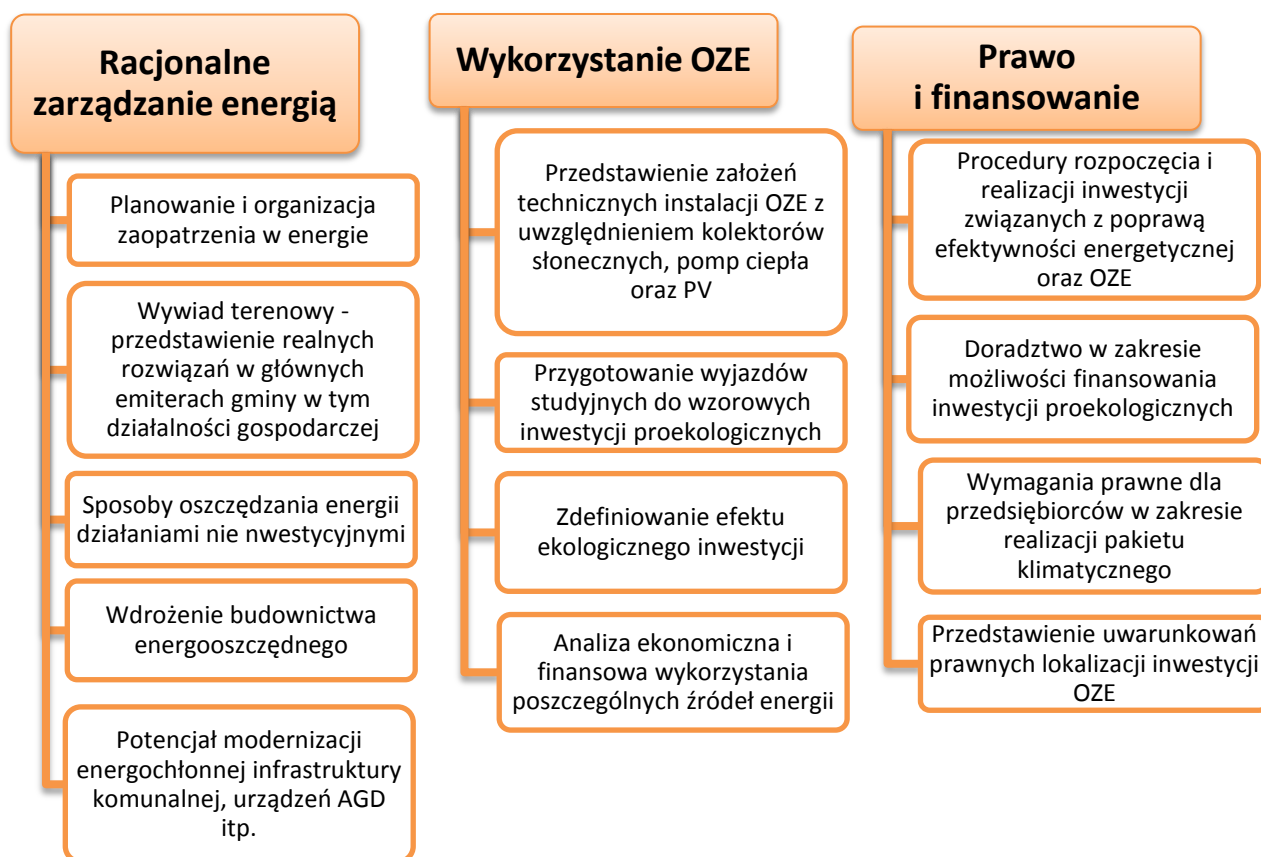 Racjonalne
zarządzanie energią
Planowanie i organizacja
zaopatrzenia w energie
Wywiad terenowy -
przedstawienie realnych
rozwiązań w głównych
emiterach gminy w tym
działalności gospodarczej
Sposoby oszczędzania energii
działaniami nie nwestycyjnymi
Wdrożenie budownictwa
energooszczędnego
Potencjał modernizacji
energochłonnej infrastruktury
komunalnej, urządzeń AGD
itp.
Wykorzystanie OZE
Przedstawienie założeń
technicznych instalacji OZE z
uwzględnieniem kolektorów
słonecznych, pomp ciepła
oraz PV
Przygotowanie wyjazdów
studyjnych do wzorowych
inwestycji proekologicznych
Zdefiniowanie efektu
ekologicznego inwestycji
Analiza ekonomiczna i
finansowa wykorzystania
poszczególnych źródeł energii
Prawo
i finansowanie
Procedury rozpoczęcia i
realizacji inwestycji
związanych z poprawą
efektywności energetycznej
oraz OZE
Doradztwo w zakresie
możliwości finansowania
inwestycji proekologicznych
Wymagania prawne dla
przedsiębiorców w zakresie
realizacji pakietu
klimatycznego
Przedstawienie uwarunkowań
prawnych lokalizacji inwestycji
OZE